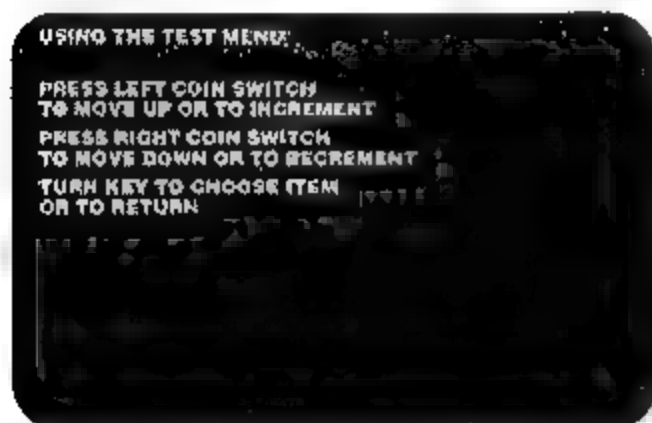 USING THE TEST MENU
PRESS LEFT COIN SWITCH
TO MOVE UP OR TO INCREMENT
PRESS RIGHT COIN SWITCH
TO MOVE DOWN OR TO DECREMENT
TURN KEY TO CHOOSE ITEM
OR TO RETURN